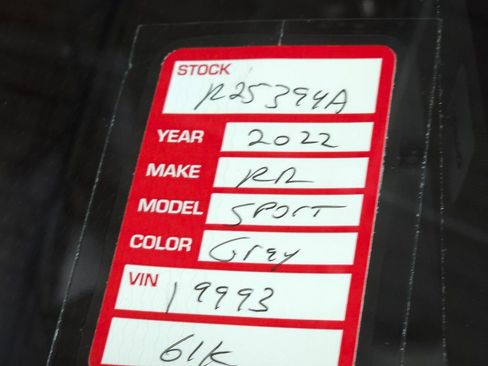 STOCK
R25394A
YEAR 2022
MAKE RR
MODEL SPORT
COLOR Grey
VIN 19993
61K